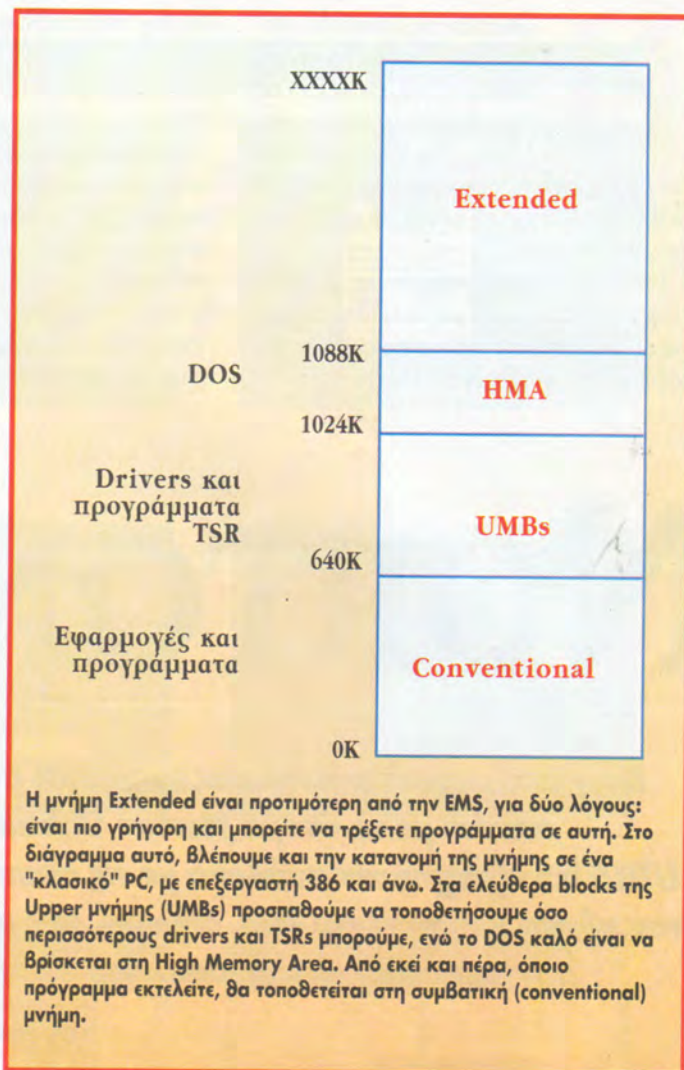 XXXXK
Extended
1088K
DOS
HMA
1024K
Drivers και
προγράμματα
TSR
UMBs
640K
Εφαρμογές και
προγράμματα
Conventional
0K
Η μνήμη Extended είναι προτιμότερη από την EMS, για δύο λόγους:
είναι πιο γρήγορη και μπορείτε να τρέξετε προγράμματα σε αυτή. Στο
διάγραμμα αυτό, βλέπουμε και την κατανομή της μνήμης σε ένα
"κλασικό" PC, με επεξεργαστή 386 και άνω. Στα ελεύθερα blocks της
Upper μνήμης (UMBs) προσπαθούμε να τοποθετήσουμε όσο
περισσότερους drivers και TSRs μπορούμε, ενώ το DOS καλό είναι να
βρίσκεται στη High Memory Area. Από εκεί και πέρα, όποιο
πρόγραμμα εκτελείτε, θα τοποθετείται στη συμβατική (conventional)
μνήμη.